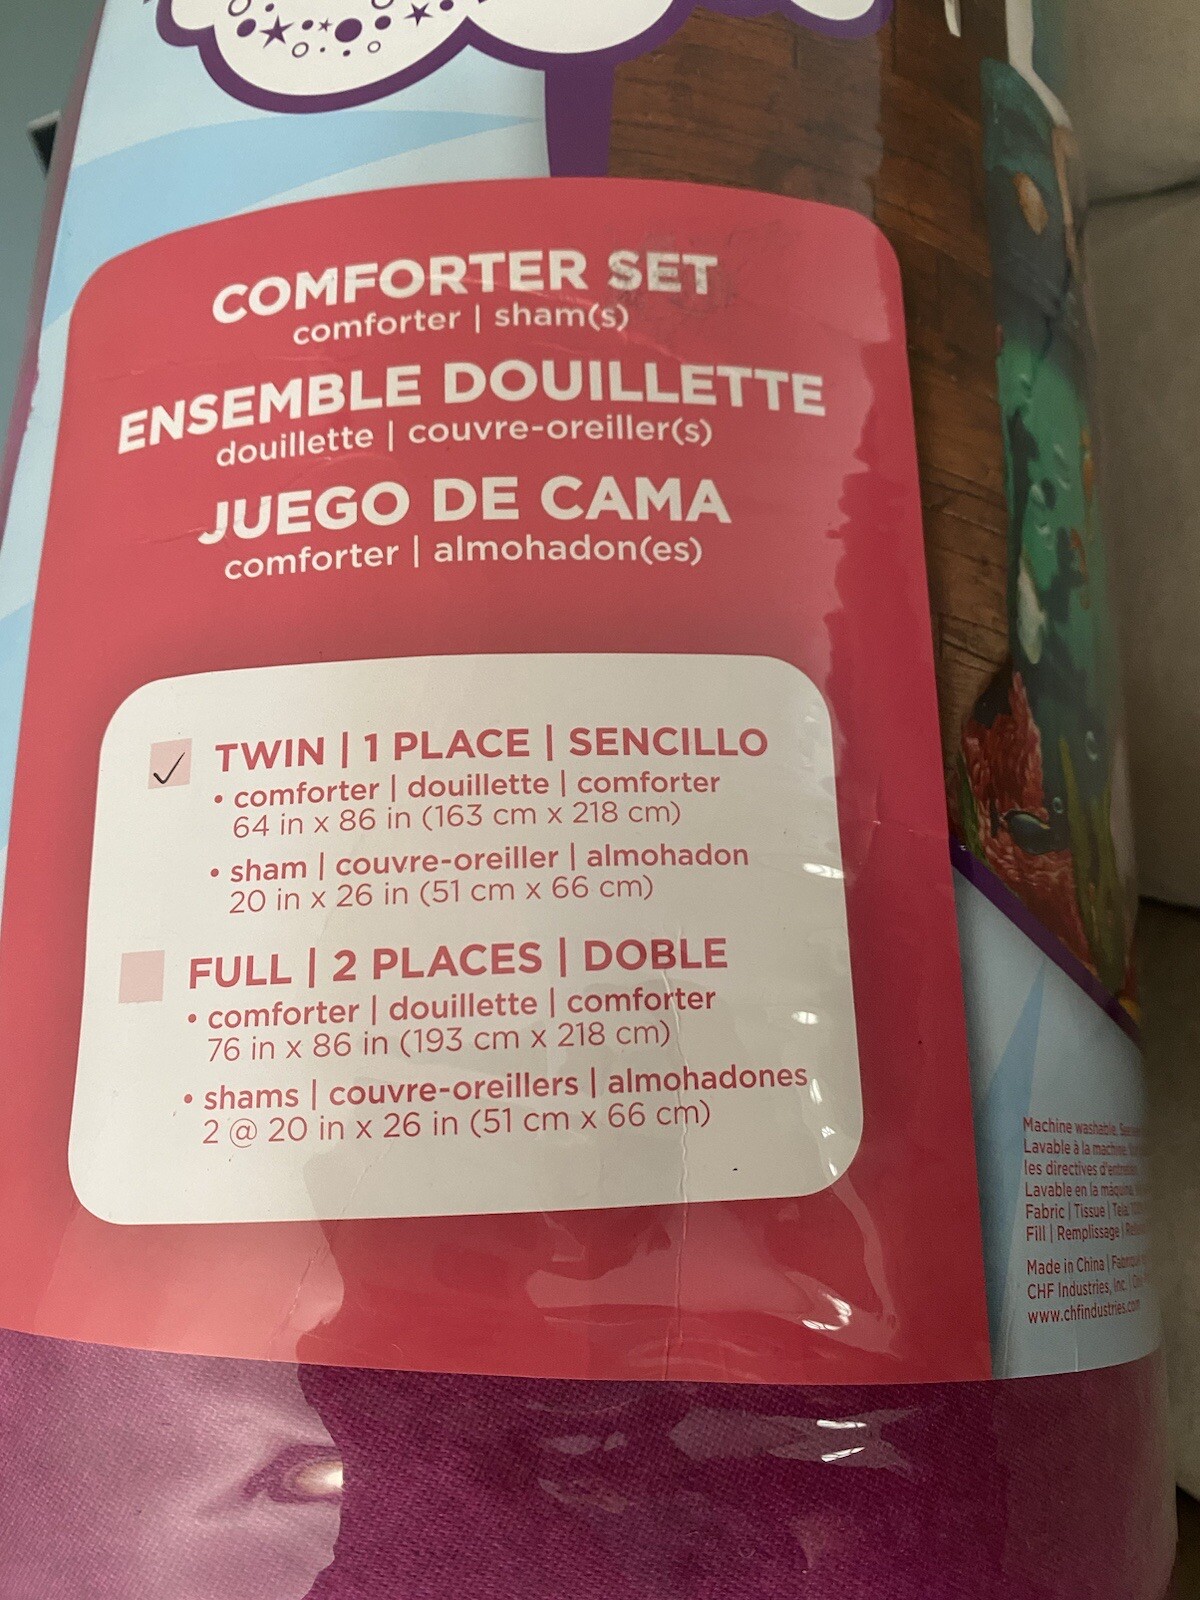 COMFORTER SET
comforter | sham(s)
ENSEMBLE DOUILLETTE
douillette | couvre-oreiller(s)
JUEGO DE CAMA
comforter | almohadon(es)
TWIN | 1 PLACE | SENCILLO
• comforter | douillette | comforter
64 in x 86 in (163 cm x 218 cm)
• sham | couvre-oreiller | almohadon
20 in x 26 in (51 cm x 66 cm)
FULL | 2 PLACES | DOBLE
• comforter | douillette | comforter
76 in x 86 in (193 cm x 218 cm)
• shams | couvre-oreillers | almohadones
2 @ 20 in x 26 in (51 cm x 66 cm)
Machine washable.
Lavable à la machine.
les directives d'entretien
Lavable en la máquina.
Fabric | Tissue | Tela:
Fill | Remplissage |
Made in China |
CHF Industries, Inc. |
www.chfindustries.com